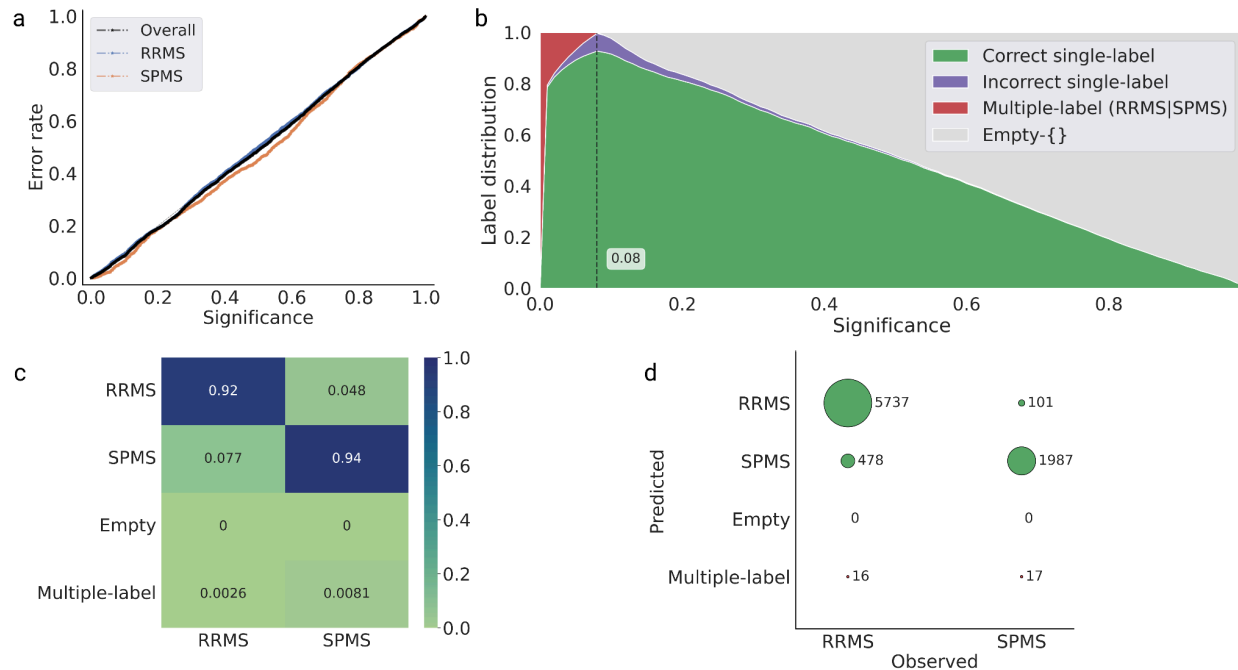 a
1.0
0.8
0.6
0.4
0.2
0.0
Error rate
Overall
RRMS
SPMS
0.0 0.2 0.4 0.6 0.8 1.0
Significance
b
1.0
0.8
0.6
0.4
0.2
0.0
Label distribution
Correct single-label
Incorrect single-label
Multiple-label (RRMS|SPMS)
Empty-{}
0.08
0.0 0.2 0.4 0.6 0.8
Significance
c
RRMS 0.92 0.048
SPMS 0.077 0.94
Empty 0 0
Multiple-label 0.0026 0.0081
RRMS SPMS
1.0
0.8
0.6
0.4
0.2
0.0
d
Predicted
RRMS 5737 101
SPMS 478 1987
Empty 0 0
Multiple-label 16 17
RRMS SPMS
Observed